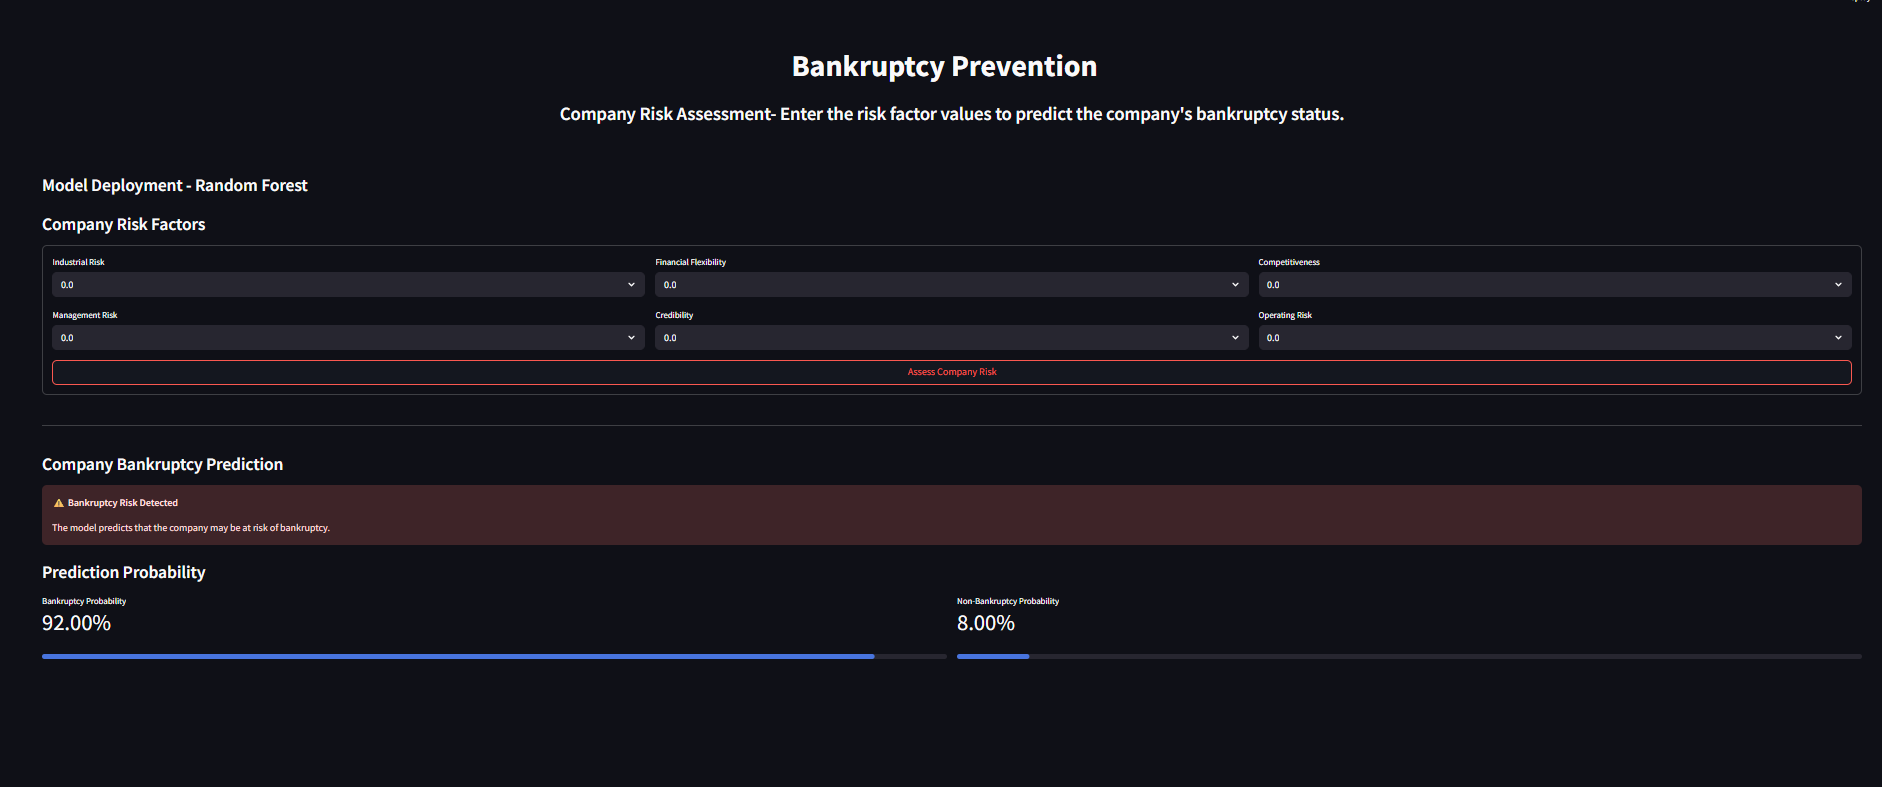 Bankruptcy Prevention
Company Risk Assessment- Enter the risk factor values to predict the company's bankruptcy status.
Model Deployment - Random Forest
Company Risk Factors
Industrial Risk
Financial Flexibility
Competitiveness
0.0
0.0
0.0
Management Risk
Credibility
Operating Risk
0.0
0.0
0.0
Assess Company Risk
Company Bankruptcy Prediction
Bankruptcy Risk Detected
The model predicts that the company may be at risk of bankruptcy.
Prediction Probability
Bankruptcy Probability
Non-Bankruptcy Probability
92.00%
8.00%